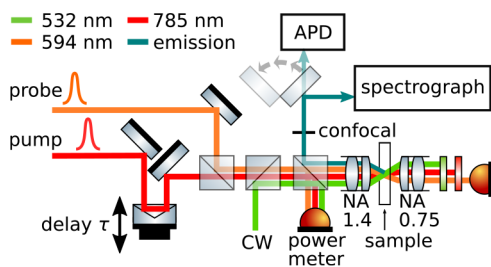 532 nm
785 nm
594 nm
emission
APD
spectrograph
probe
pump
confocal
delay τ
CW
power
meter
NA
1.4
NA
0.75
sample